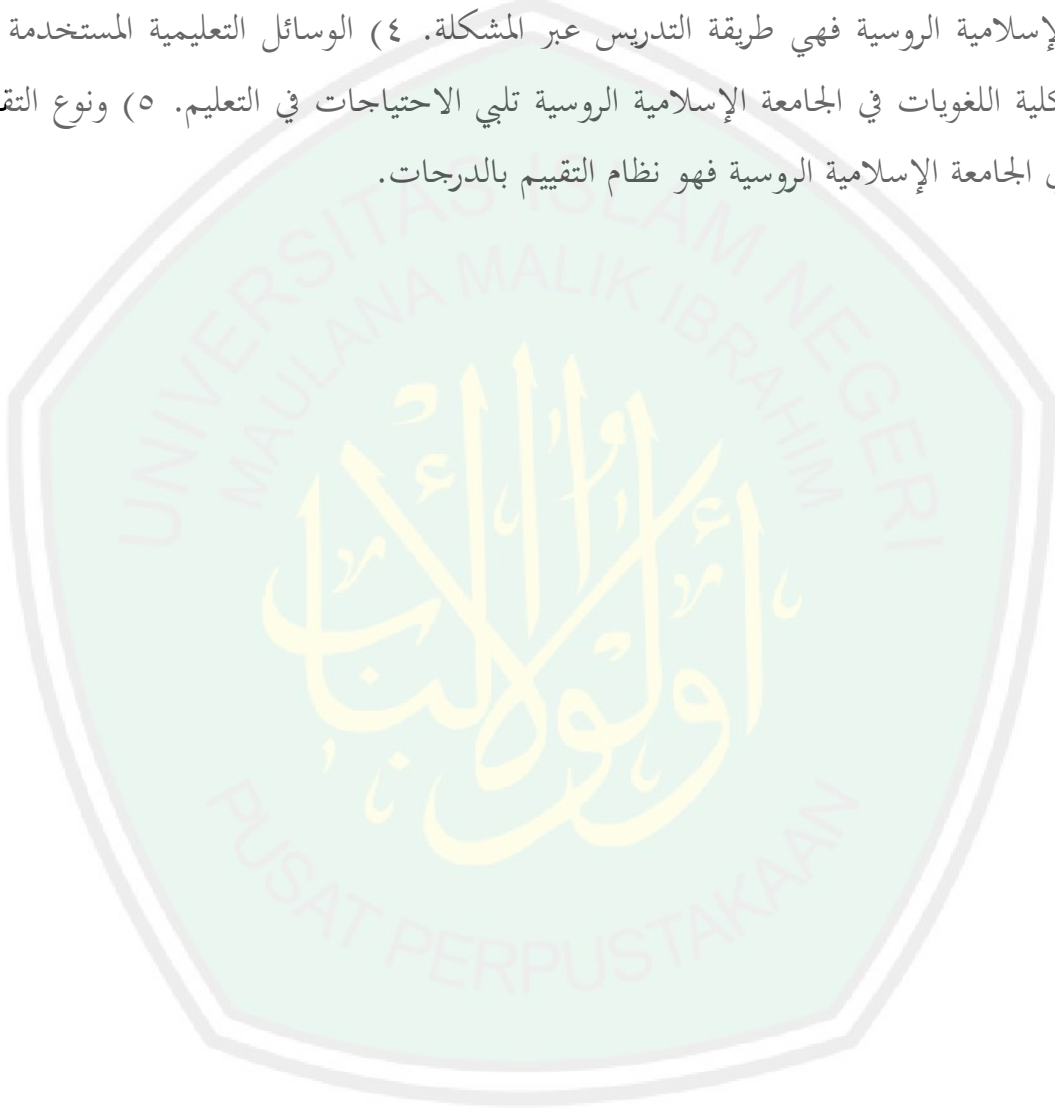 لإسلامية الروسية فهي طريقة التدريس عبر المشكلة. ٤) الوسائل التعليمية المستخدمة
كلية اللغويات في الجامعة الإسلامية الروسية تلبي الاحتياجات في التعليم. ٥) ونوع التق
الجامعة الإسلامية الروسية فهو نظام التقييم بالدرجات.
UNIVERSITAS ISLAM NEGERI
MAULANA MALIK IBRAHIM
أولوا الألباب
PUSAT PERPUSTAKAAN